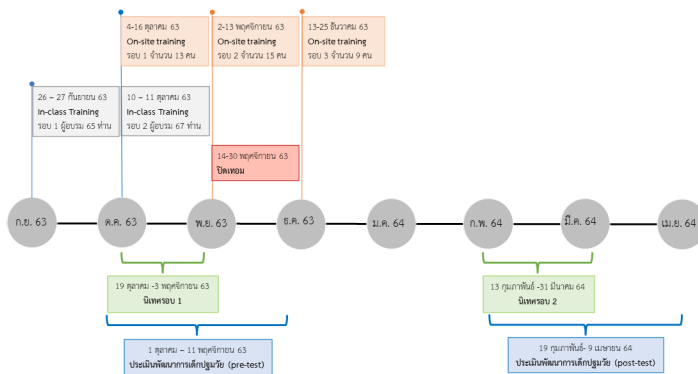 4-16 ตุลาคม 63
On-site training
รอบ 1 จำนวน 13 คน
2-13 พฤศจิกายน 63
On-site training
รอบ 2 จำนวน 15 คน
13-25 ธันวาคม 63
On-site training
รอบ 3 จำนวน 9 คน
26 – 27 กันยายน 63
In-class Training
รอบ 1 ผู้อบรม 65 ท่าน
10 – 11 ตุลาคม 63
In-class Training
รอบ 2 ผู้อบรม 67 ท่าน
14-30 พฤศจิกายน 63
ปิดเทอม
ก.ย. 63
ต.ค. 63
พ.ย. 63
ธ.ค. 63
ม.ค. 64
ก.พ. 64
มี.ค. 64
เม.ย. 64
19 ตุลาคม -3 พฤศจิกายน 63
นิเทศรอบ 1
13 กุมภาพันธ์ -31 มีนาคม 64
นิเทศรอบ 2
1 ตุลาคม – 11 พฤศจิกายน 63
ประเมินพัฒนาการเด็กปฐมวัย (pre-test)
19 กุมภาพันธ์- 9 เมษายน 64
ประเมินพัฒนาการเด็กปฐมวัย (post-test)